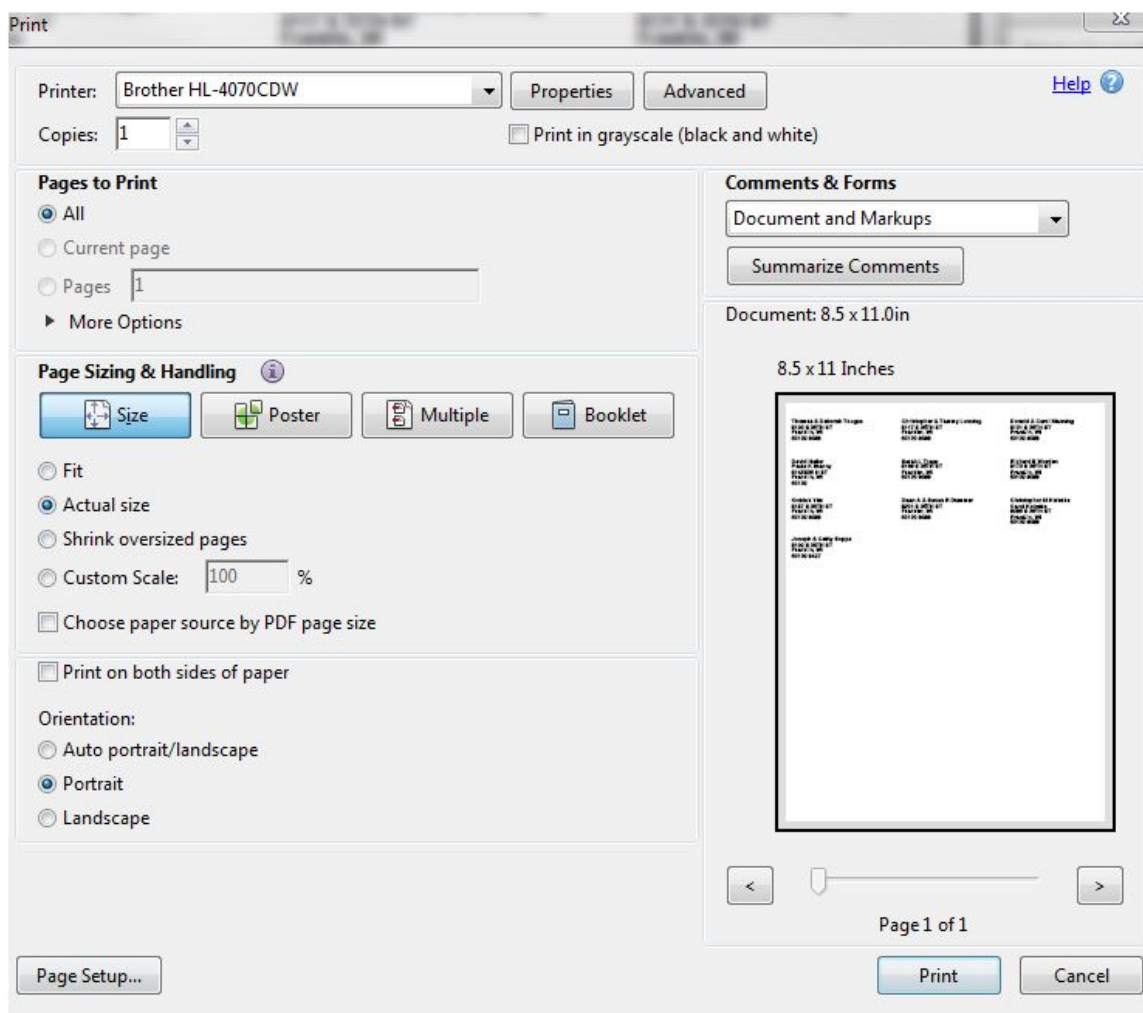 Print
Printer: Brother HL-4070CDW Properties Advanced Help
Copies: 1 Print in grayscale (black and white)
Pages to Print
All
Current page
Pages 1
More Options
Comments & Forms
Document and Markups
Summarize Comments
Page Sizing & Handling
Size Poster Multiple Booklet
Fit
Actual size
Shrink oversized pages
Custom Scale: 100 %
Choose paper source by PDF page size
Print on both sides of paper
Orientation:
Auto portrait/landscape
Portrait
Landscape
Document: 8.5 x 11.0in
8.5 x 11 Inches
< >
Page 1 of 1
Page Setup... Print Cancel